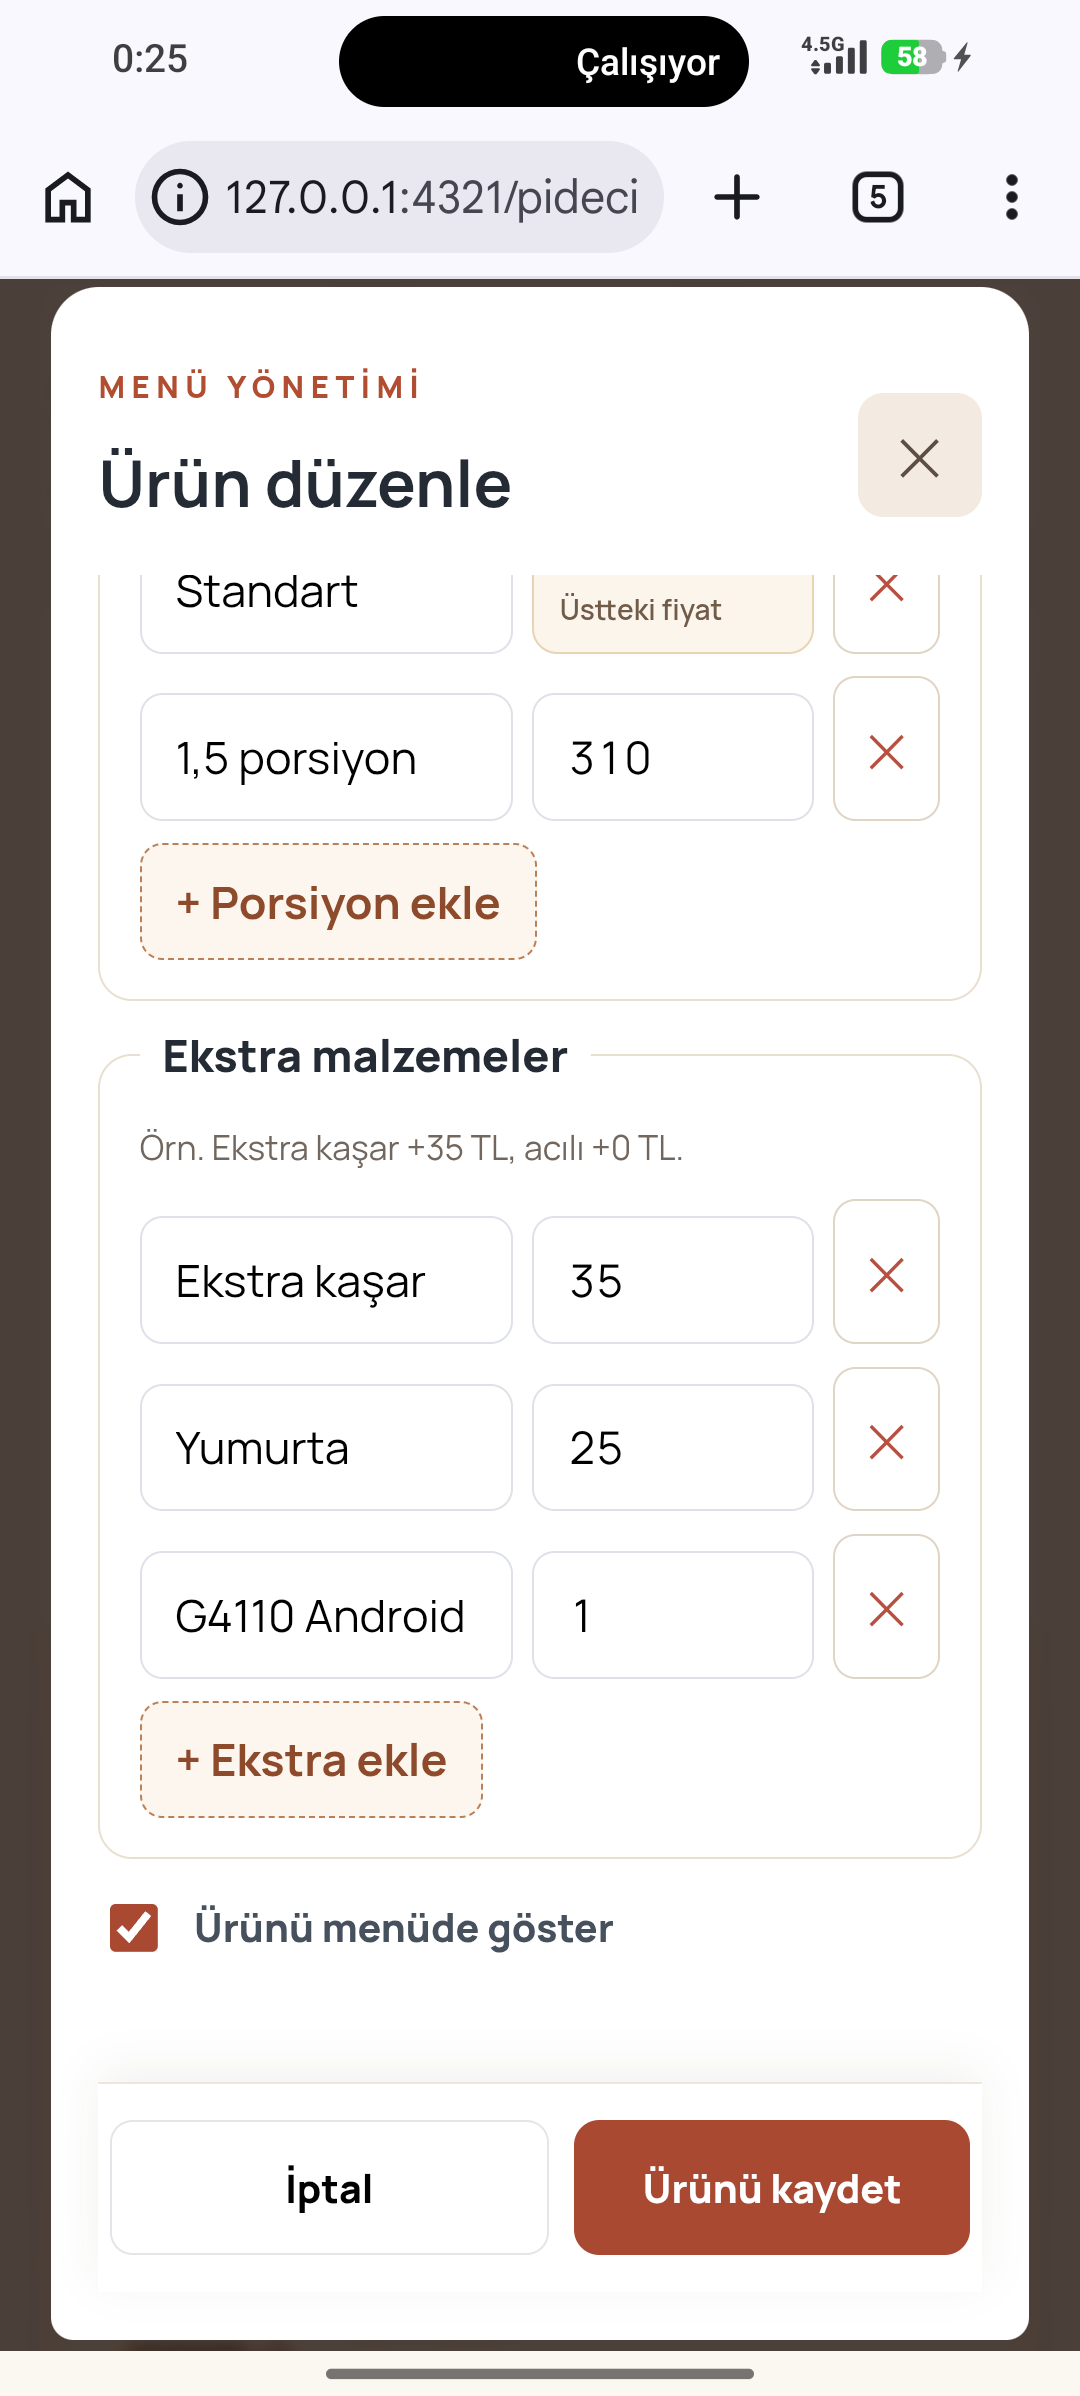 0:25
Çalışıyor
4.5G
58
127.0.0.1:4321/pideci
5
MENÜ YÖNETİMİ
Ürün düzenle
Standart
Üstteki fiyat
1,5 porsiyon
310
+ Porsiyon ekle
Ekstra malzemeler
Örn. Ekstra kaşar +35 TL, acılı +0 TL.
Ekstra kaşar
35
Yumurta
25
G4110 Android
1
+ Ekstra ekle
Ürünü menüde göster
İptal
Ürünü kaydet